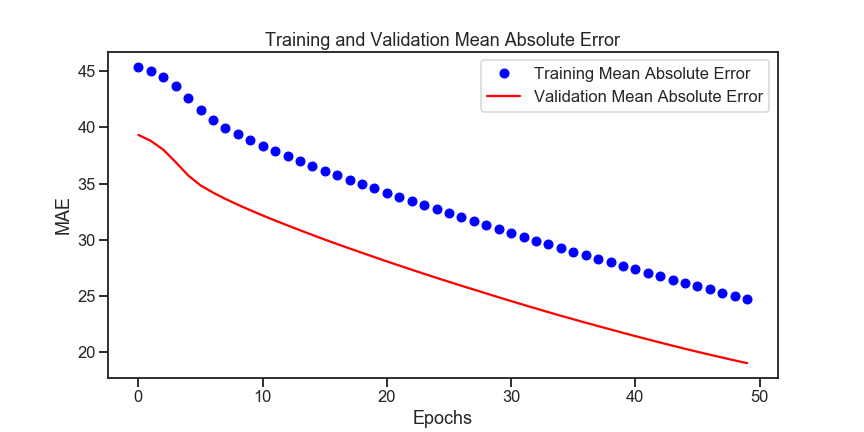 Training and Validation Mean Absolute Error
Training Mean Absolute Error
Validation Mean Absolute Error
MAE
45
40
35
30
25
20
0 10 20 30 40 50
Epochs